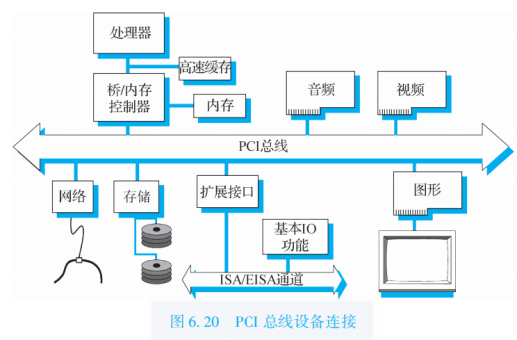 处理器
高速缓存
桥/内存
控制器
内存
音频
视频
PCI总线
网络
存储
扩展接口
图形
基本IO
功能
ISA/EISA通道
图 6.20 PCI 总线设备连接